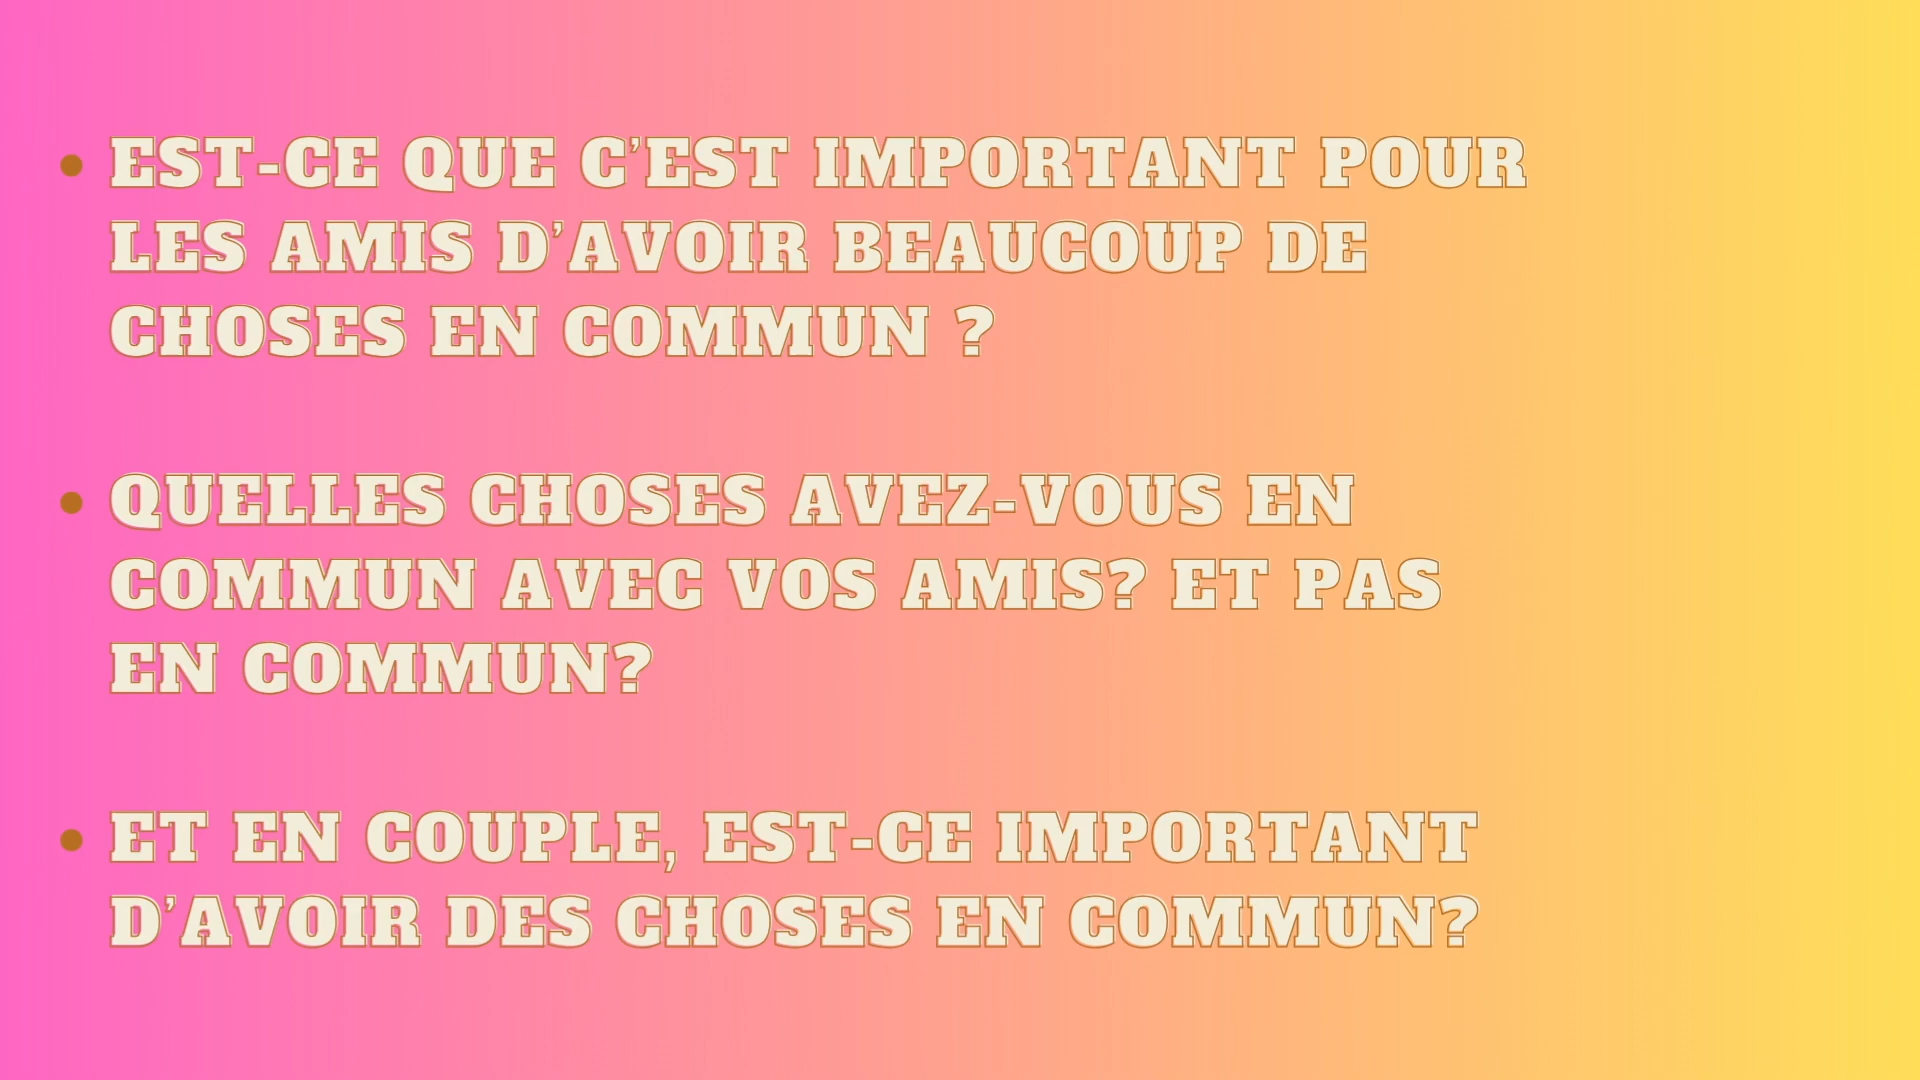 • EST-CE QUE C’EST IMPORTANT POUR
LES AMIS D’AVOIR BEAUCOUP DE
CHOSES EN COMMUN ?
• QUELLES CHOSES AVEZ-VOUS EN
COMMUN AVEC VOS AMIS? ET PAS
EN COMMUN?
• ET EN COUPLE, EST-CE IMPORTANT
D’AVOIR DES CHOSES EN COMMUN?